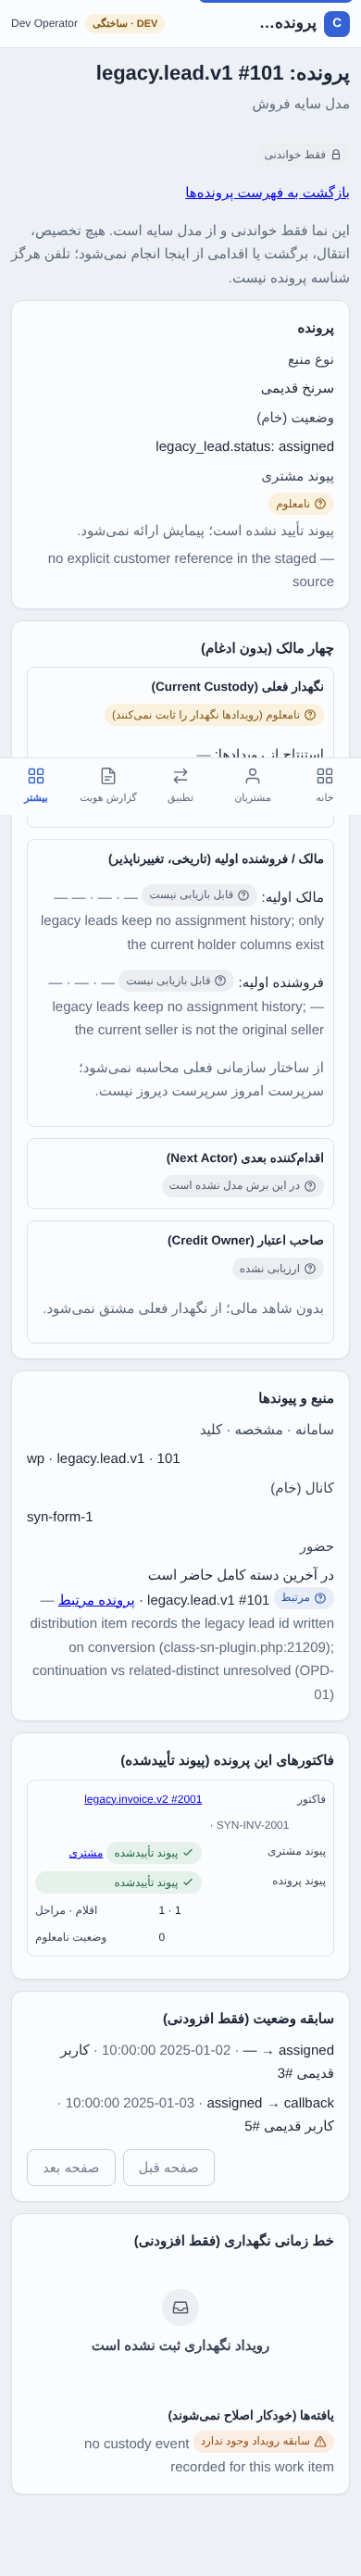 C
پرونده...
DEV · ساختگی
Dev Operator
پرونده: legacy.lead.v1 #101
مدل سایه فروش
فقط خواندنی
بازگشت به فهرست پرونده‌ها
این نما فقط خواندنی و از مدل سایه است. هیچ تخصیص،
انتقال، برگشت یا اقدامی از اینجا انجام نمی‌شود؛ تلفن هرگز
شناسه پرونده نیست.
پرونده
نوع منبع
سرنخ قدیمی
وضعیت (خام)
legacy_lead.status: assigned
پیوند مشتری
نامعلوم
پیوند تأیید نشده است؛ پیمایش ارائه نمی‌شود.
— no explicit customer reference in the staged
source
چهار مالک (بدون ادغام)
نگهدار فعلی (Current Custody)
نامعلوم (رویدادها نگهدار را ثابت نمی‌کنند)
استنتاج از رویدادها: —
خانه
مشتریان
تطبیق
گزارش هویت
بیشتر
مالک / فروشنده اولیه (تاریخی، تغییرناپذیر)
مالک اولیه: قابل بازیابی نیست — · — · — —
legacy leads keep no assignment history; only
the current holder columns exist
فروشنده اولیه: قابل بازیابی نیست — · — · —
— legacy leads keep no assignment history;
the current seller is not the original seller
از ساختار سازمانی فعلی محاسبه نمی‌شود؛
سرپرست امروز سرپرست دیروز نیست.
اقدام‌کننده بعدی (Next Actor)
در این برش مدل نشده است
صاحب اعتبار (Credit Owner)
ارزیابی نشده
بدون شاهد مالی؛ از نگهدار فعلی مشتق نمی‌شود.
منبع و پیوندها
سامانه · مشخصه · کلید
wp · legacy.lead.v1 · 101
کانال (خام)
syn-form-1
حضور
در آخرین دسته کامل حاضر است
مرتبط legacy.lead.v1 #101 · پرونده مرتبط —
distribution item records the legacy lead id written
on conversion (class-sn-plugin.php:21209);
continuation vs related-distinct unresolved (OPD-
01)
فاکتورهای این پرونده (پیوند تأییدشده)
فاکتور
legacy.invoice.v2 #2001
· SYN-INV-2001
پیوند مشتری
پیوند تأییدشده مشتری
پیوند پرونده
پیوند تأییدشده
اقلام · مراحل
1 · 1
وضعیت نامعلوم
0
سابقه وضعیت (فقط افزودنی)
— → assigned · 2025-01-02 10:00:00 · کاربر
قدیمی #3
assigned → callback · 2025-01-03 10:00:00 ·
کاربر قدیمی #5
صفحه قبل
صفحه بعد
خط زمانی نگهداری (فقط افزودنی)
رویداد نگهداری ثبت نشده است
یافته‌ها (خودکار اصلاح نمی‌شوند)
سابقه رویداد وجود ندارد no custody event
recorded for this work item